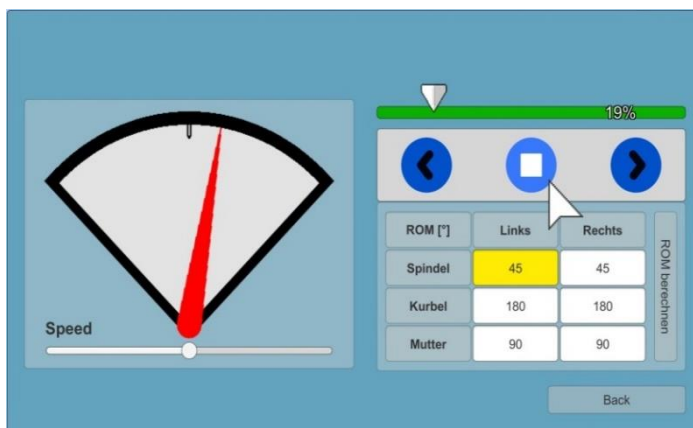 19%
ROM [°] Links Rechts
Spindel 45 45
Kurbel 180 180
Mutter 90 90
ROM berechnen
Speed
Back